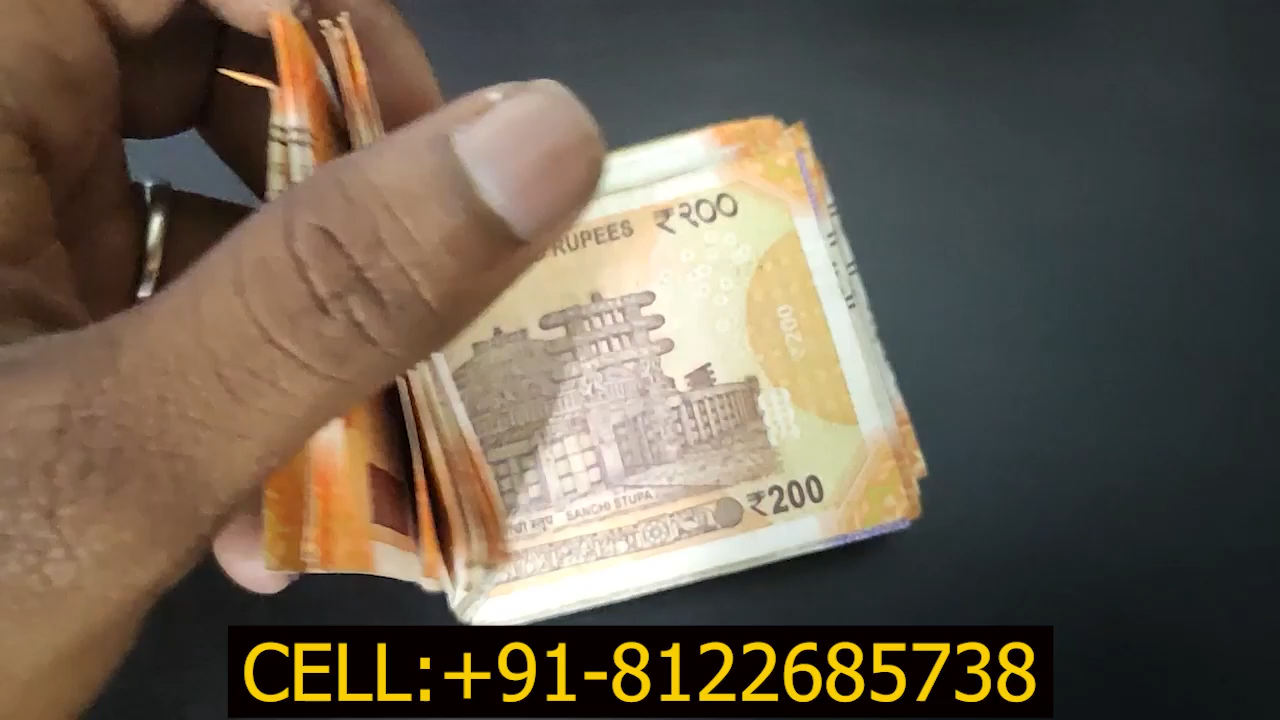 RUPEES ₹ २००
₹200
SANCHI STUPA
₹200
CELL:+91-8122685738